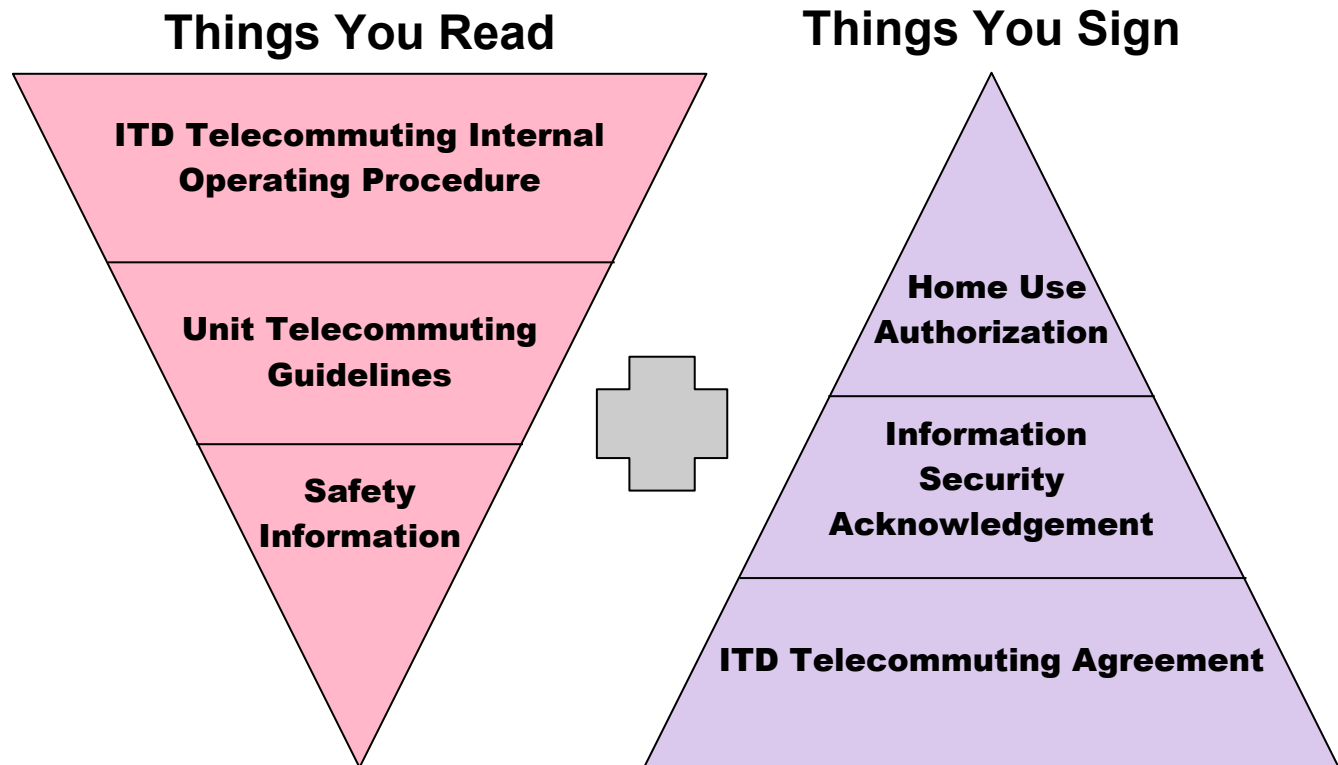 Things You Read
ITD Telecommuting Internal
Operating Procedure
Unit Telecommuting
Guidelines
Safety
Information
Things You Sign
Home Use
Authorization
Information
Security
Acknowledgement
ITD Telecommuting Agreement